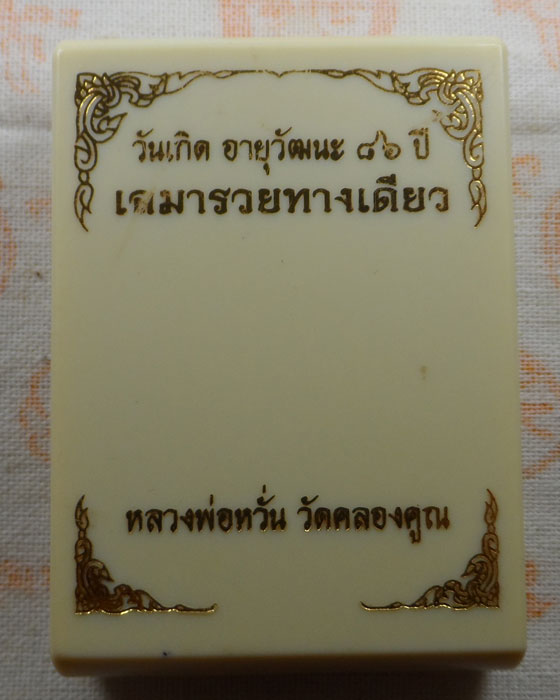 วันเกิด อายุวัฒนะ ๘๖ ปี
เสมารวยทางเดียว
หลวงพ่อหวั่น วัดคลองคูณ